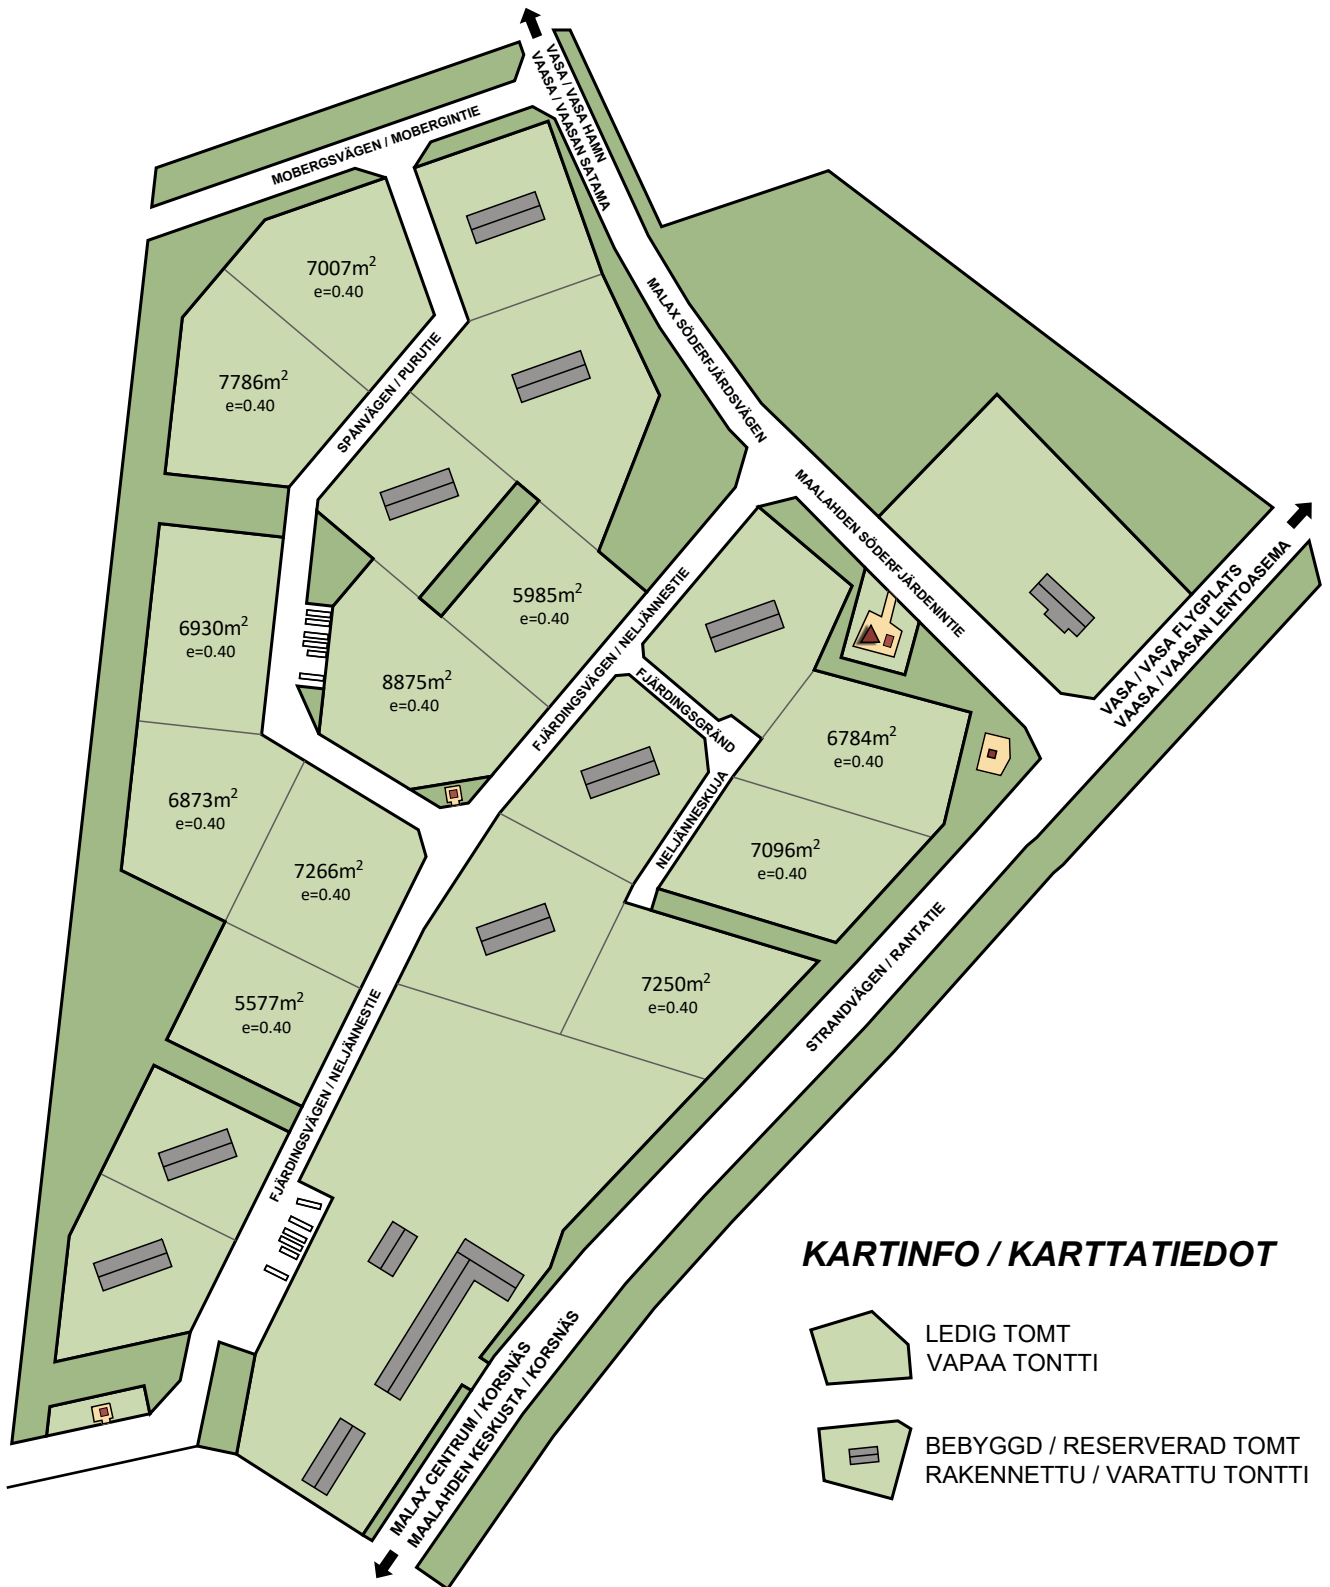 VASA / VASA HAMN
VAASA / VAASAN SATAMA
MOBERGSVÄGEN / MOBERGINTIE
7007m²
e=0.40
MALAX SÖDERFJÄRDSVÄGEN
7786m²
e=0.40
SPÅNVÄGEN / PURUTIE
MAALAHDEN SÖDERFJÄRDENINTIE
VASA / VASA FLYGPLATS
VAASA / VAASAN LENTOASEMA
5985m²
e=0.40
6930m²
e=0.40
FJÄRDINGSVÄGEN / NELJÄNNESTIE
8875m²
e=0.40
FJÄRDINGSGRÄND
6784m²
e=0.40
6873m²
e=0.40
NELJÄNNESKUJA
7096m²
e=0.40
7266m²
e=0.40
7250m²
e=0.40
5577m²
e=0.40
STRANDVÄGEN / RANTATIE
FJÄRDINGSVÄGEN / NELJÄNNESTIE
KARTINFO / KARTTATIEDOT
LEDIG TOMT
VAPAA TONTTI
BEBYGGD / RESERVERAD TOMT
RAKENNETTU / VARATTU TONTTI
MALAX CENTRUM / KORSNÄS
MAALAHDEN KESKUSTA / KORSNÄS